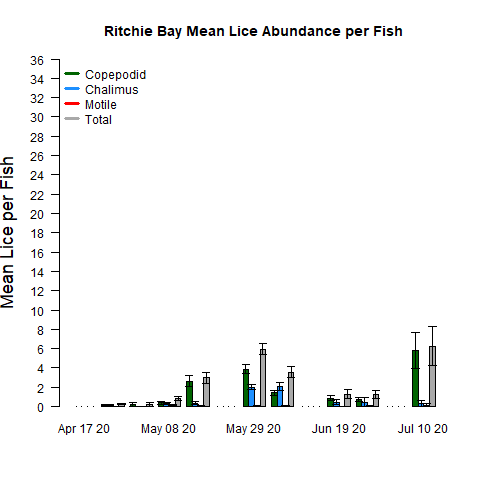 Ritchie Bay Mean Lice Abundance per Fish
Mean Lice per Fish
36
34
32
30
28
26
24
22
20
18
16
14
12
10
8
6
4
2
0
Copepodid
Chalimus
Motile
Total
Apr 17 20
May 08 20
May 29 20
Jun 19 20
Jul 10 20